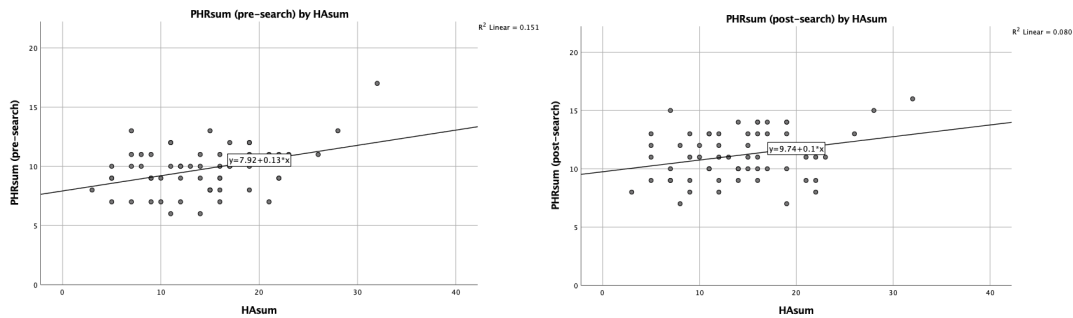 PHRsum (pre-search) by HAsum
R² Linear = 0.151
PHRsum (pre-search)
20
15
10
5
0
y=7.92+0.13*x
0 10 20 30 40
HAsum
PHRsum (post-search) by HAsum
R² Linear = 0.080
PHRsum (post-search)
20
15
10
5
0
y=9.74+0.1*x
0 10 20 30 40
HAsum